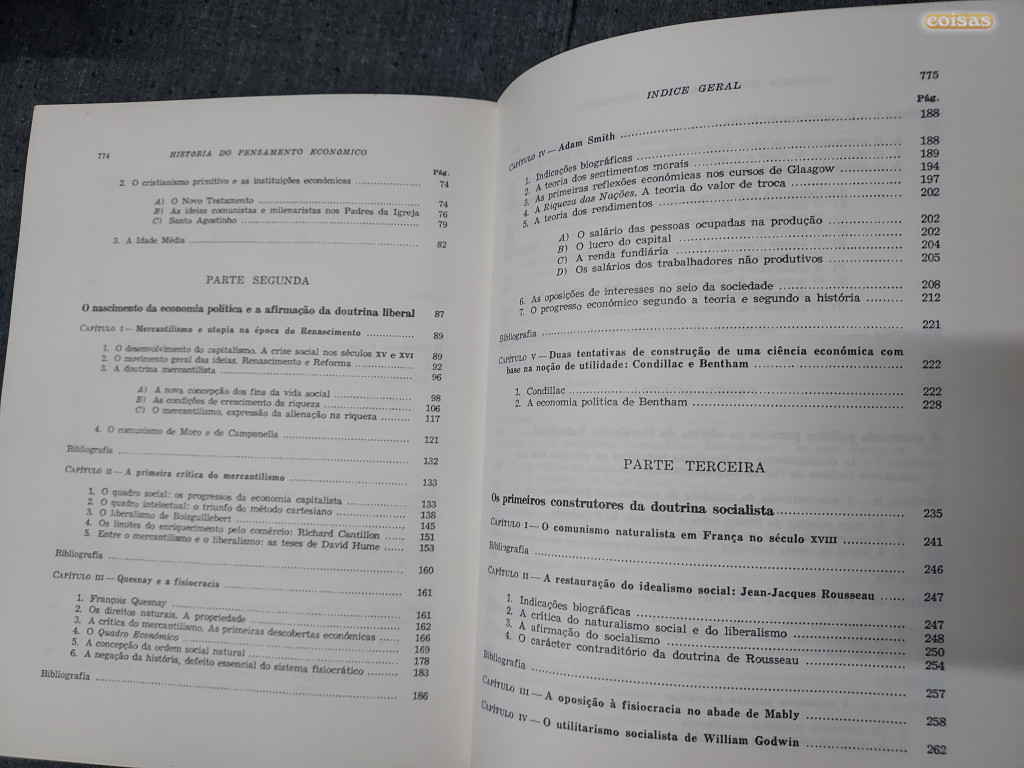 774 HISTÓRIA DO PENSAMENTO ECONÓMICO
Pág.
2. O cristianismo primitivo e as instituições económicas ........ 74
A) O Novo Testamento ........ 74
B) As ideias comunistas e milenaristas nos Padres da Igreja 76
C) Santo Agostinho ........ 79
3. A Idade Média ........ 82
PARTE SEGUNDA
O nascimento da economia política e a afirmação da doutrina liberal 87
CAPÍTULO I — Mercantilismo e utopia na época do Renascimento ........ 89
1. O desenvolvimento do capitalismo. A crise social nos séculos XV e XVI 89
2. O movimento geral das ideias. Renascimento e Reforma ........ 92
3. A doutrina mercantilista ........ 96
A) A nova concepção dos fins da vida social ........ 98
B) As condições de crescimento da riqueza ........ 106
C) O mercantilismo, expressão da alienação na riqueza ........ 117
4. O comunismo de Moro e de Campanella ........ 121
Bibliografia ........ 132
CAPÍTULO II — A primeira crítica do mercantilismo ........ 133
1. O quadro social: os progressos da economia capitalista ........ 133
2. O quadro intelectual: o triunfo do método cartesiano ........ 138
3. O liberalismo de Boisguillebert ........ 145
4. Os limites do enriquecimento pelo comércio: Richard Cantillon ........ 151
5. Entre o mercantilismo e o liberalismo: as teses de David Hume ........ 153
Bibliografia ........ 160
CAPÍTULO III — Quesnay e a fisiocracia ........ 161
1. François Quesnay ........ 161
2. Os direitos naturais. A propriedade ........ 162
3. A crítica do mercantilismo. As primeiras descobertas económicas ........ 166
4. O Quadro Económico ........ 169
5. A concepção da ordem social natural ........ 178
6. A negação da história, defeito essencial do sistema fisiocrático ........ 183
Bibliografia ........ 186
coisas
INDICE GERAL 775
Pág.
CAPÍTULO IV — Adam Smith ........ 188
1. Indicações biográficas ........ 188
2. A teoria dos sentimentos morais ........ 189
3. As primeiras reflexões económicas nos cursos de Glasgow ........ 194
4. A Riqueza das Nações. A teoria do valor de troca ........ 197
5. A teoria dos rendimentos ........ 202
A) O salário das pessoas ocupadas na produção ........ 202
B) O lucro do capital ........ 202
C) A renda fundiária ........ 204
D) Os salários dos trabalhadores não produtivos ........ 205
6. As oposições de interesses no seio da sociedade ........ 208
7. O progresso económico segundo a teoria e segundo a história ........ 212
Bibliografia ........ 221
CAPÍTULO V — Duas tentativas de construção de uma ciência económica com
base na noção de utilidade: Condillac e Bentham ........ 222
1. Condillac ........ 222
2. A economia política de Bentham ........ 228
PARTE TERCEIRA
Os primeiros construtores da doutrina socialista ........ 235
CAPÍTULO I — O comunismo naturalista em França no século XVIII ........ 241
Bibliografia ........ 246
CAPÍTULO II — A restauração do idealismo social: Jean-Jacques Rousseau ........ 247
1. Indicações biográficas ........ 247
2. A crítica do naturalismo social e do liberalismo ........ 248
3. A afirmação do socialismo ........ 250
4. O carácter contraditório da doutrina de Rousseau ........ 254
Bibliografia ........ 257
CAPÍTULO III — A oposição à fisiocracia no abade de Mably ........ 258
CAPÍTULO IV — O utilitarismo socialista de William Godwin ........ 262